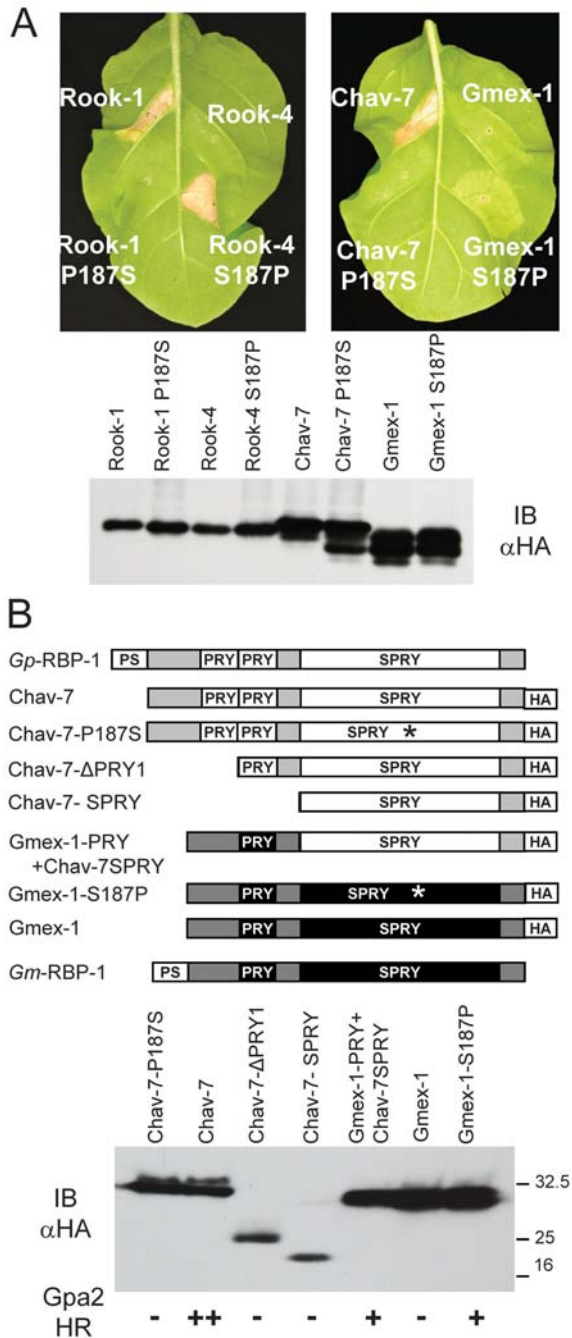 A
Rook-1
Rook-4
Rook-1 P187S
Rook-4 S187P
Chav-7
Gmex-1
Chav-7 P187S
Gmex-1 S187P
Rook-1
Rook-1 P187S
Rook-4
Rook-4 S187P
Chav-7
Chav-7 P187S
Gmex-1
Gmex-1 S187P
IB
αHA
B
Gp-RBP-1 PS PRY PRY SPRY
Chav-7 PRY PRY SPRY HA
Chav-7-P187S PRY PRY SPRY * HA
Chav-7-ΔPRY1 PRY SPRY HA
Chav-7- SPRY SPRY HA
Gmex-1-PRY PRY SPRY HA
+Chav-7SPRY
Gmex-1-S187P PRY SPRY * HA
Gmex-1 PRY SPRY HA
Gm-RBP-1 PS PRY SPRY
Chav-7-P187S
Chav-7
Chav-7-ΔPRY1
Chav-7- SPRY
Gmex-1-PRY+
Chav-7SPRY
Gmex-1
Gmex-1-S187P
IB
αHA
32.5
25
16
Gpa2
HR
- ++ - - + - +